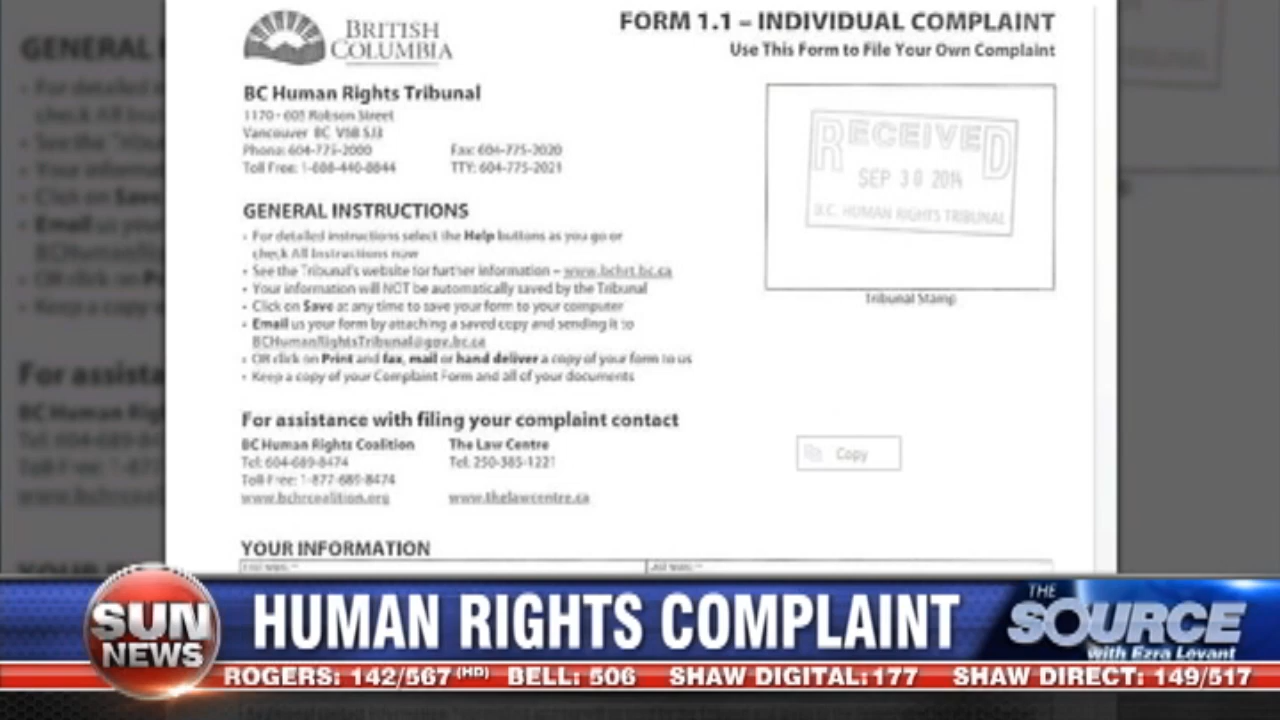 BRITISH
COLUMBIA
FORM 1.1 – INDIVIDUAL COMPLAINT
Use This Form to File Your Own Complaint
BC Human Rights Tribunal
1170 - 605 Robson Street
Vancouver BC V6B 5J3
Phone: 604-775-2000 Fax: 604-775-2020
Toll Free: 1-888-440-8844 TTY: 604-775-2021
RECEIVED
SEP 30 2014
B.C. HUMAN RIGHTS TRIBUNAL
Tribunal Stamp
GENERAL INSTRUCTIONS
• For detailed instructions select the Help buttons as you go or
check All Instructions now
• See the Tribunal's website for further information – www.bchrt.bc.ca
• Your information will NOT be automatically saved by the Tribunal
• Click on Save at any time to save your form to your computer
• Email us your form by attaching a saved copy and sending it to
BCHumanRightsTribunal@gov.bc.ca
• OR click on Print and fax, mail or hand deliver a copy of your form to us
• Keep a copy of your Complaint Form and all of your documents
For assistance with filing your complaint contact
BC Human Rights Coalition The Law Centre
Tel: 604-689-8474 Tel: 250-385-1221
Toll Free: 1-877-689-8474
www.bchrcoalition.org www.thelawcentre.ca
Copy
YOUR INFORMATION
SUN
NEWS
HUMAN RIGHTS COMPLAINT
THE
SOURCE
with Ezra Levant
ROGERS: 142/567 (HD) BELL: 506 SHAW DIGITAL: 177 SHAW DIRECT: 149/517